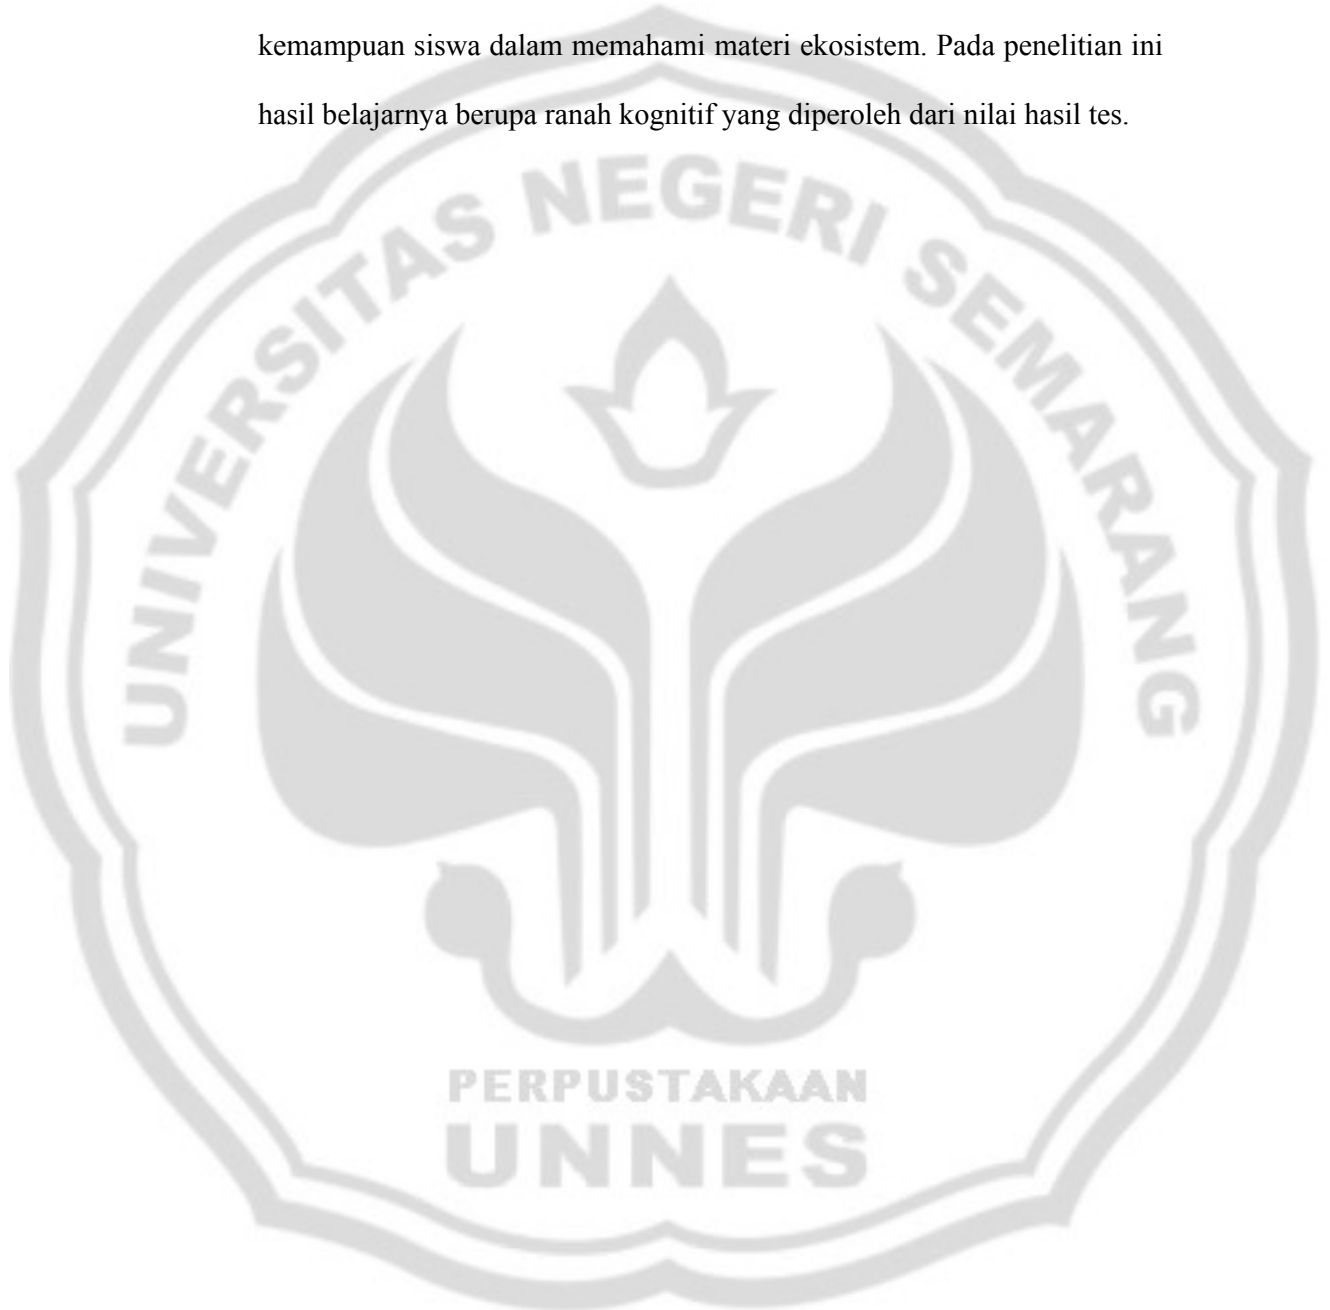 kemampuan siswa dalam memahami materi ekosistem. Pada penelitian ini
hasil belajarnya berupa ranah kognitif yang diperoleh dari nilai hasil tes.
UNIVERSITAS NEGERI SEMARANG
PERPUSTAKAAN
UNNES